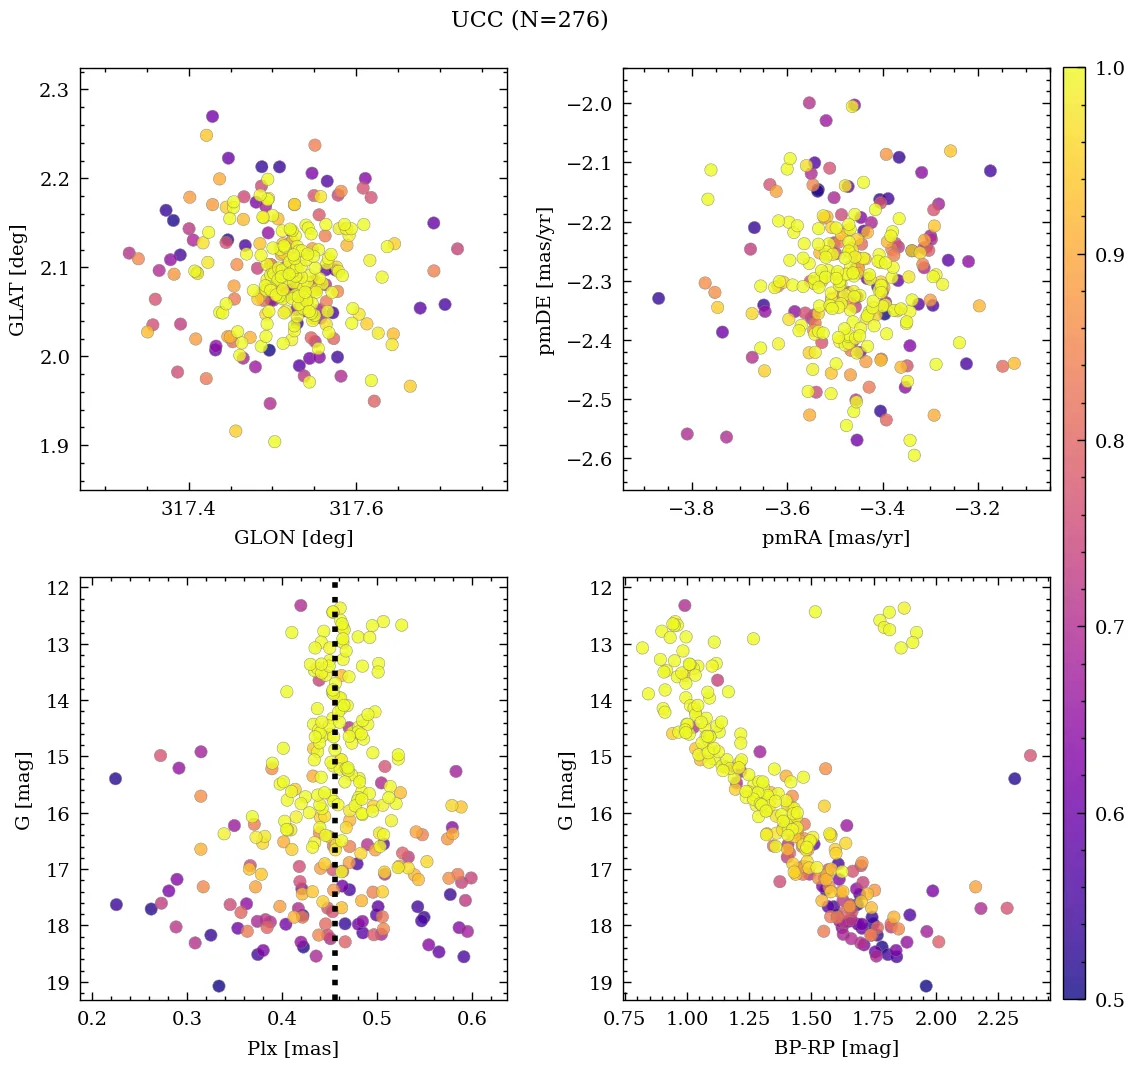 UCC (N=276)
2.3
2.2
2.1
2.0
1.9
GLAT [deg]
317.4 317.6
GLON [deg]
−2.0
−2.1
−2.2
−2.3
−2.4
−2.5
−2.6
pmDE [mas/yr]
−3.8 −3.6 −3.4 −3.2
pmRA [mas/yr]
1.0
0.9
0.8
0.7
0.6
0.5
12
13
14
15
16
17
18
19
G [mag]
0.2 0.3 0.4 0.5 0.6
Plx [mas]
12
13
14
15
16
17
18
19
G [mag]
0.75 1.00 1.25 1.50 1.75 2.00 2.25
BP-RP [mag]